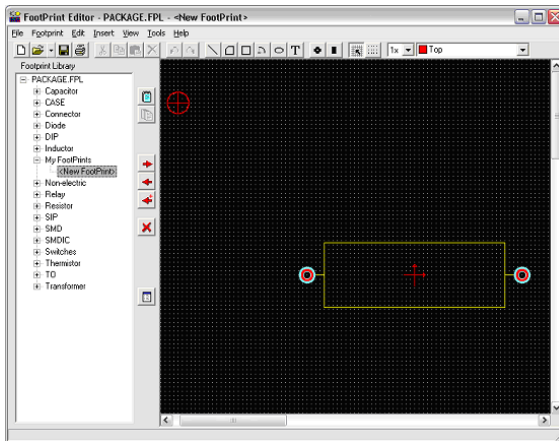 FootPrint Editor - PACKAGE.FPL - <New FootPrint>
File Footprint Edit Insert View Tools Help
T 1x Top
Footprint Library
PACKAGE.FPL
Capacitor
CASE
Connector
Diode
DIP
Inductor
My FootPrints
<New FootPrint>
Non-electric
Relay
Resistor
SIP
SMD
SMDIC
Switches
Thermistor
TO
Transformer